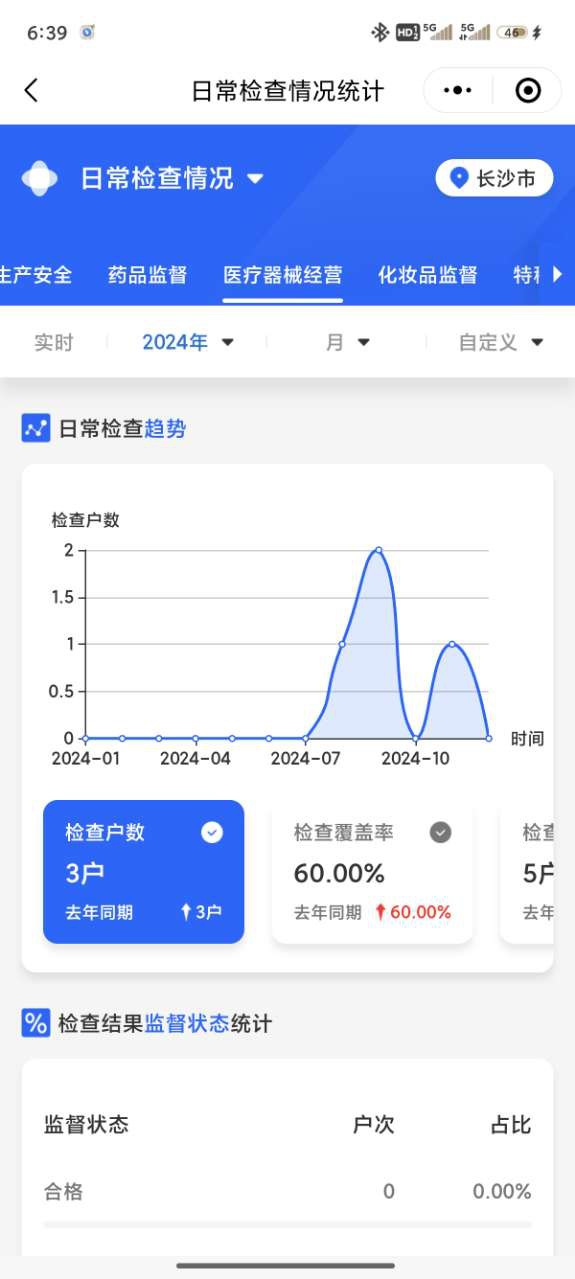 6:39 HD 1 2 5G 5G 46
日常检查情况统计
日常检查情况 长沙市
生产安全 药品监督 医疗器械经营 化妆品监督
实时 2024年 月 自定义
日常检查趋势
检查户数
2
1.5
1
0.5
0 时间
2024-01 2024-04 2024-07 2024-10
检查户数 检查覆盖率 检查
3户 60.00% 5户
去年同期 3户 去年同期 60.00% 去年
% 检查结果监督状态统计
监督状态 户次 占比
合格 0 0.00%